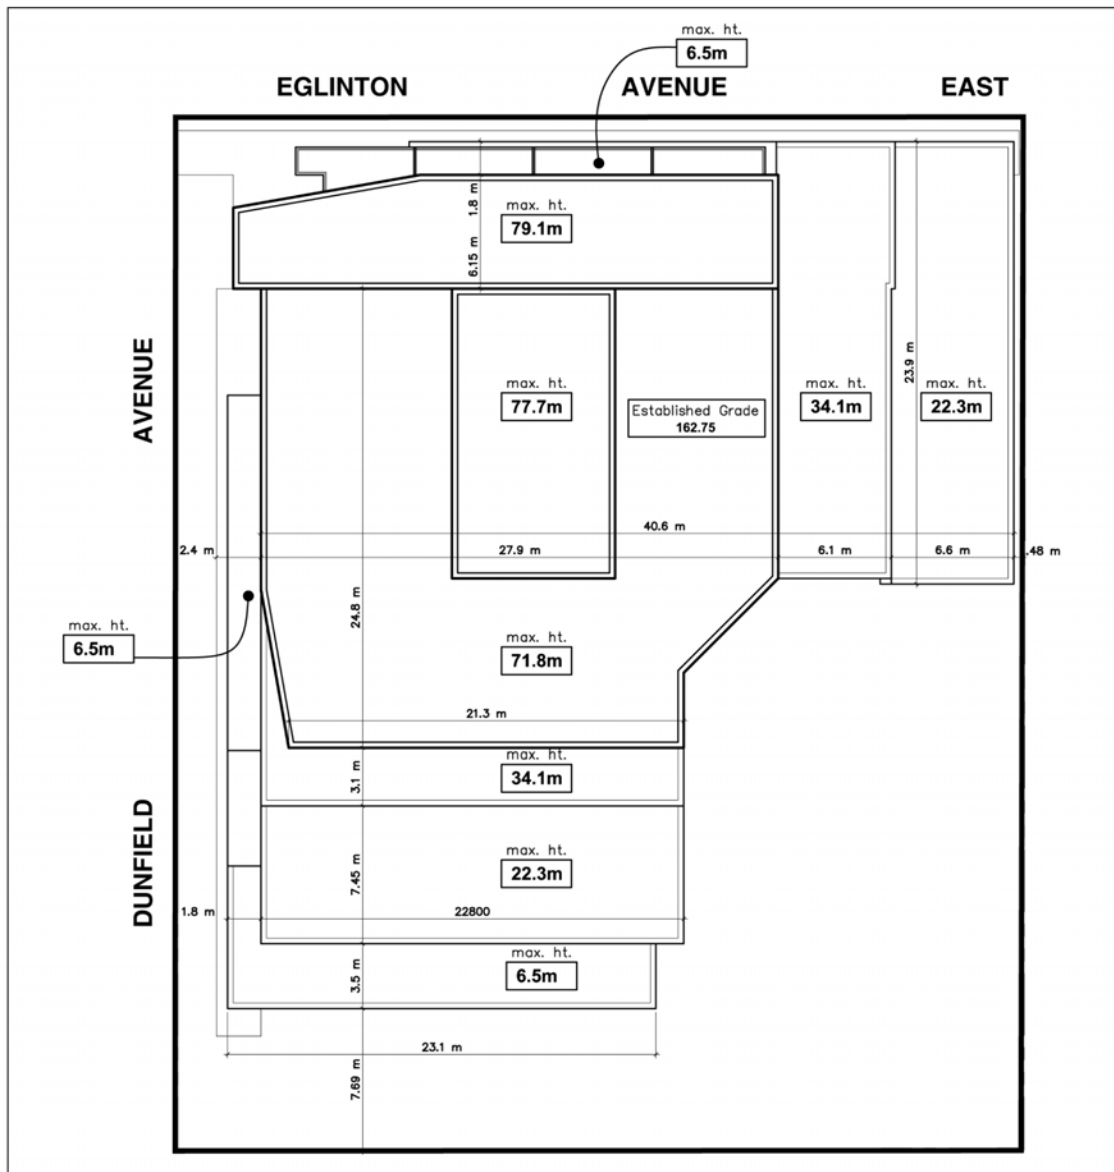 max. ht.
6.5m
EGLINTON AVENUE EAST
1.8 m
max. ht.
79.1m
6.15 m
AVENUE
23.9 m
max. ht.
77.7m
Established Grade
162.75
max. ht.
34.1m
max. ht.
22.3m
40.6 m
2.4 m
27.9 m
6.1 m
6.6 m
.48 m
24.8 m
max. ht.
6.5m
max. ht.
71.8m
21.3 m
3.1 m
max. ht.
34.1m
DUNFIELD
7.45 m
max. ht.
22.3m
1.8 m
22800
3.5 m
max. ht.
6.5m
23.1 m
7.69 m